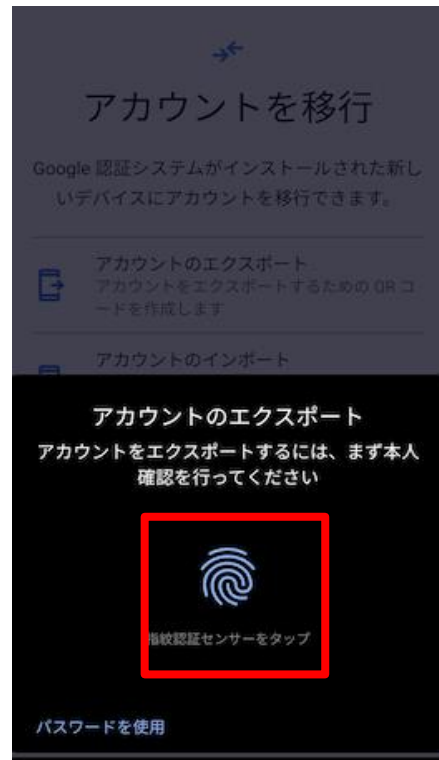 アカウントを移行
Google 認証システムがインストールされた新し
いデバイスにアカウントを移行できます。
アカウントのエクスポート
アカウントをエクスポートするための QR コ
ードを作成します
アカウントのインポート
アカウントのエクスポート
アカウントをエクスポートするには、まず本人
確認を行ってください
指紋認証センサーをタップ
パスワードを使用